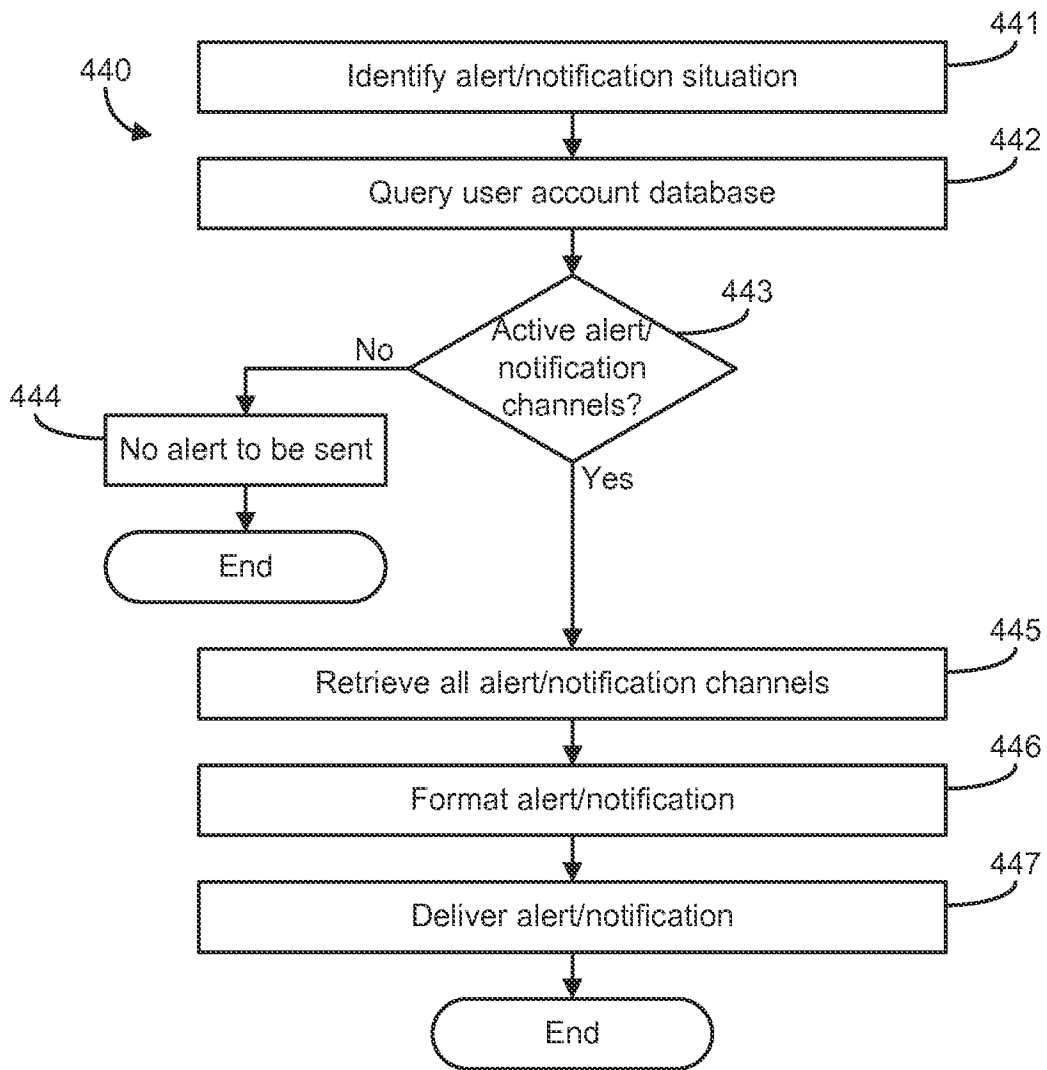 440
441
Identify alert/notification situation
442
Query user account database
443
Active alert/
notification
channels?
No
Yes
444
No alert to be sent
End
445
Retrieve all alert/notification channels
446
Format alert/notification
447
Deliver alert/notification
End